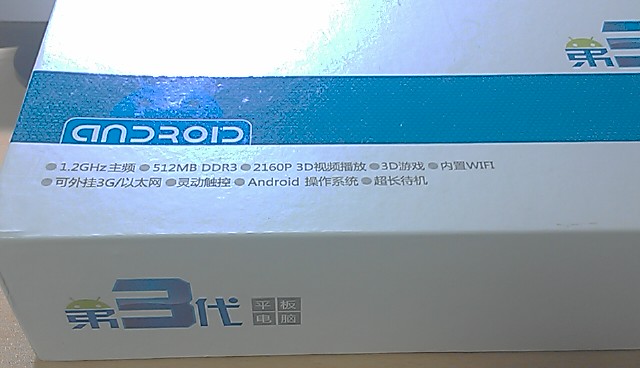 第3
ANDROID
●1.2GHz主频 ●512MB DDR3 ●2160P 3D视频播放 ●3D游戏 ●内置WIFI
●可外挂3G/以太网 ●灵动触控 ●Android 操作系统 ●超长待机
第3代 平板
电脑